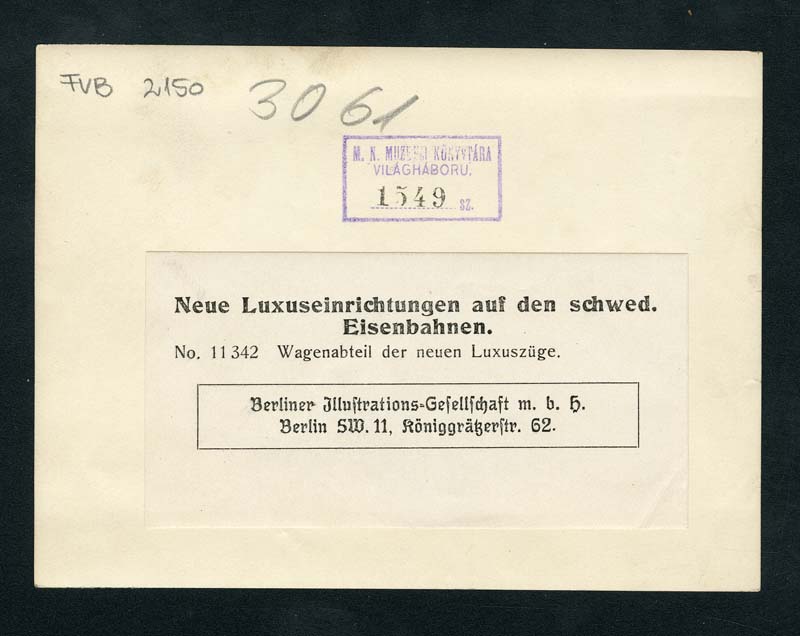 FVB 2150
3061
M. N. MUZEUMI KÖNYVTÁRA
VILÁGHÁBORU.
1549 SZ.
Neue Luxuseinrichtungen auf den schwed.
Eisenbahnen.
No. 11342 Wagenabteil der neuen Luxuszüge.
Berliner Illuſtrations=Geſellſchaft m. b. H.
Berlin SW. 11, Königgrätzerſtr. 62.